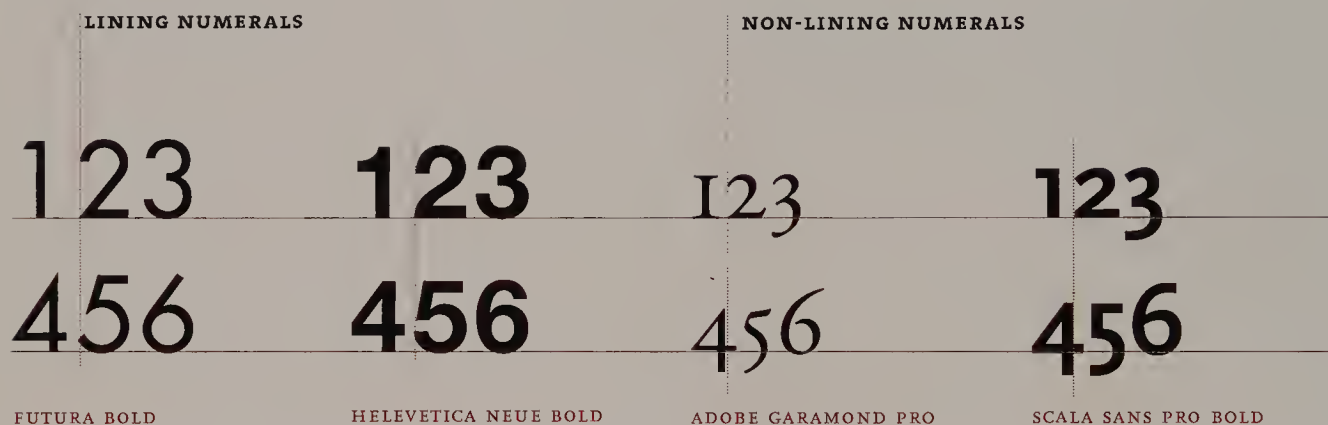 LINING NUMERALS
NON-LINING NUMERALS
123 123 123 123
456 456 456 456
FUTURA BOLD
HELEVETICA NEUE BOLD
ADOBE GARAMOND PRO
SCALA SANS PRO BOLD